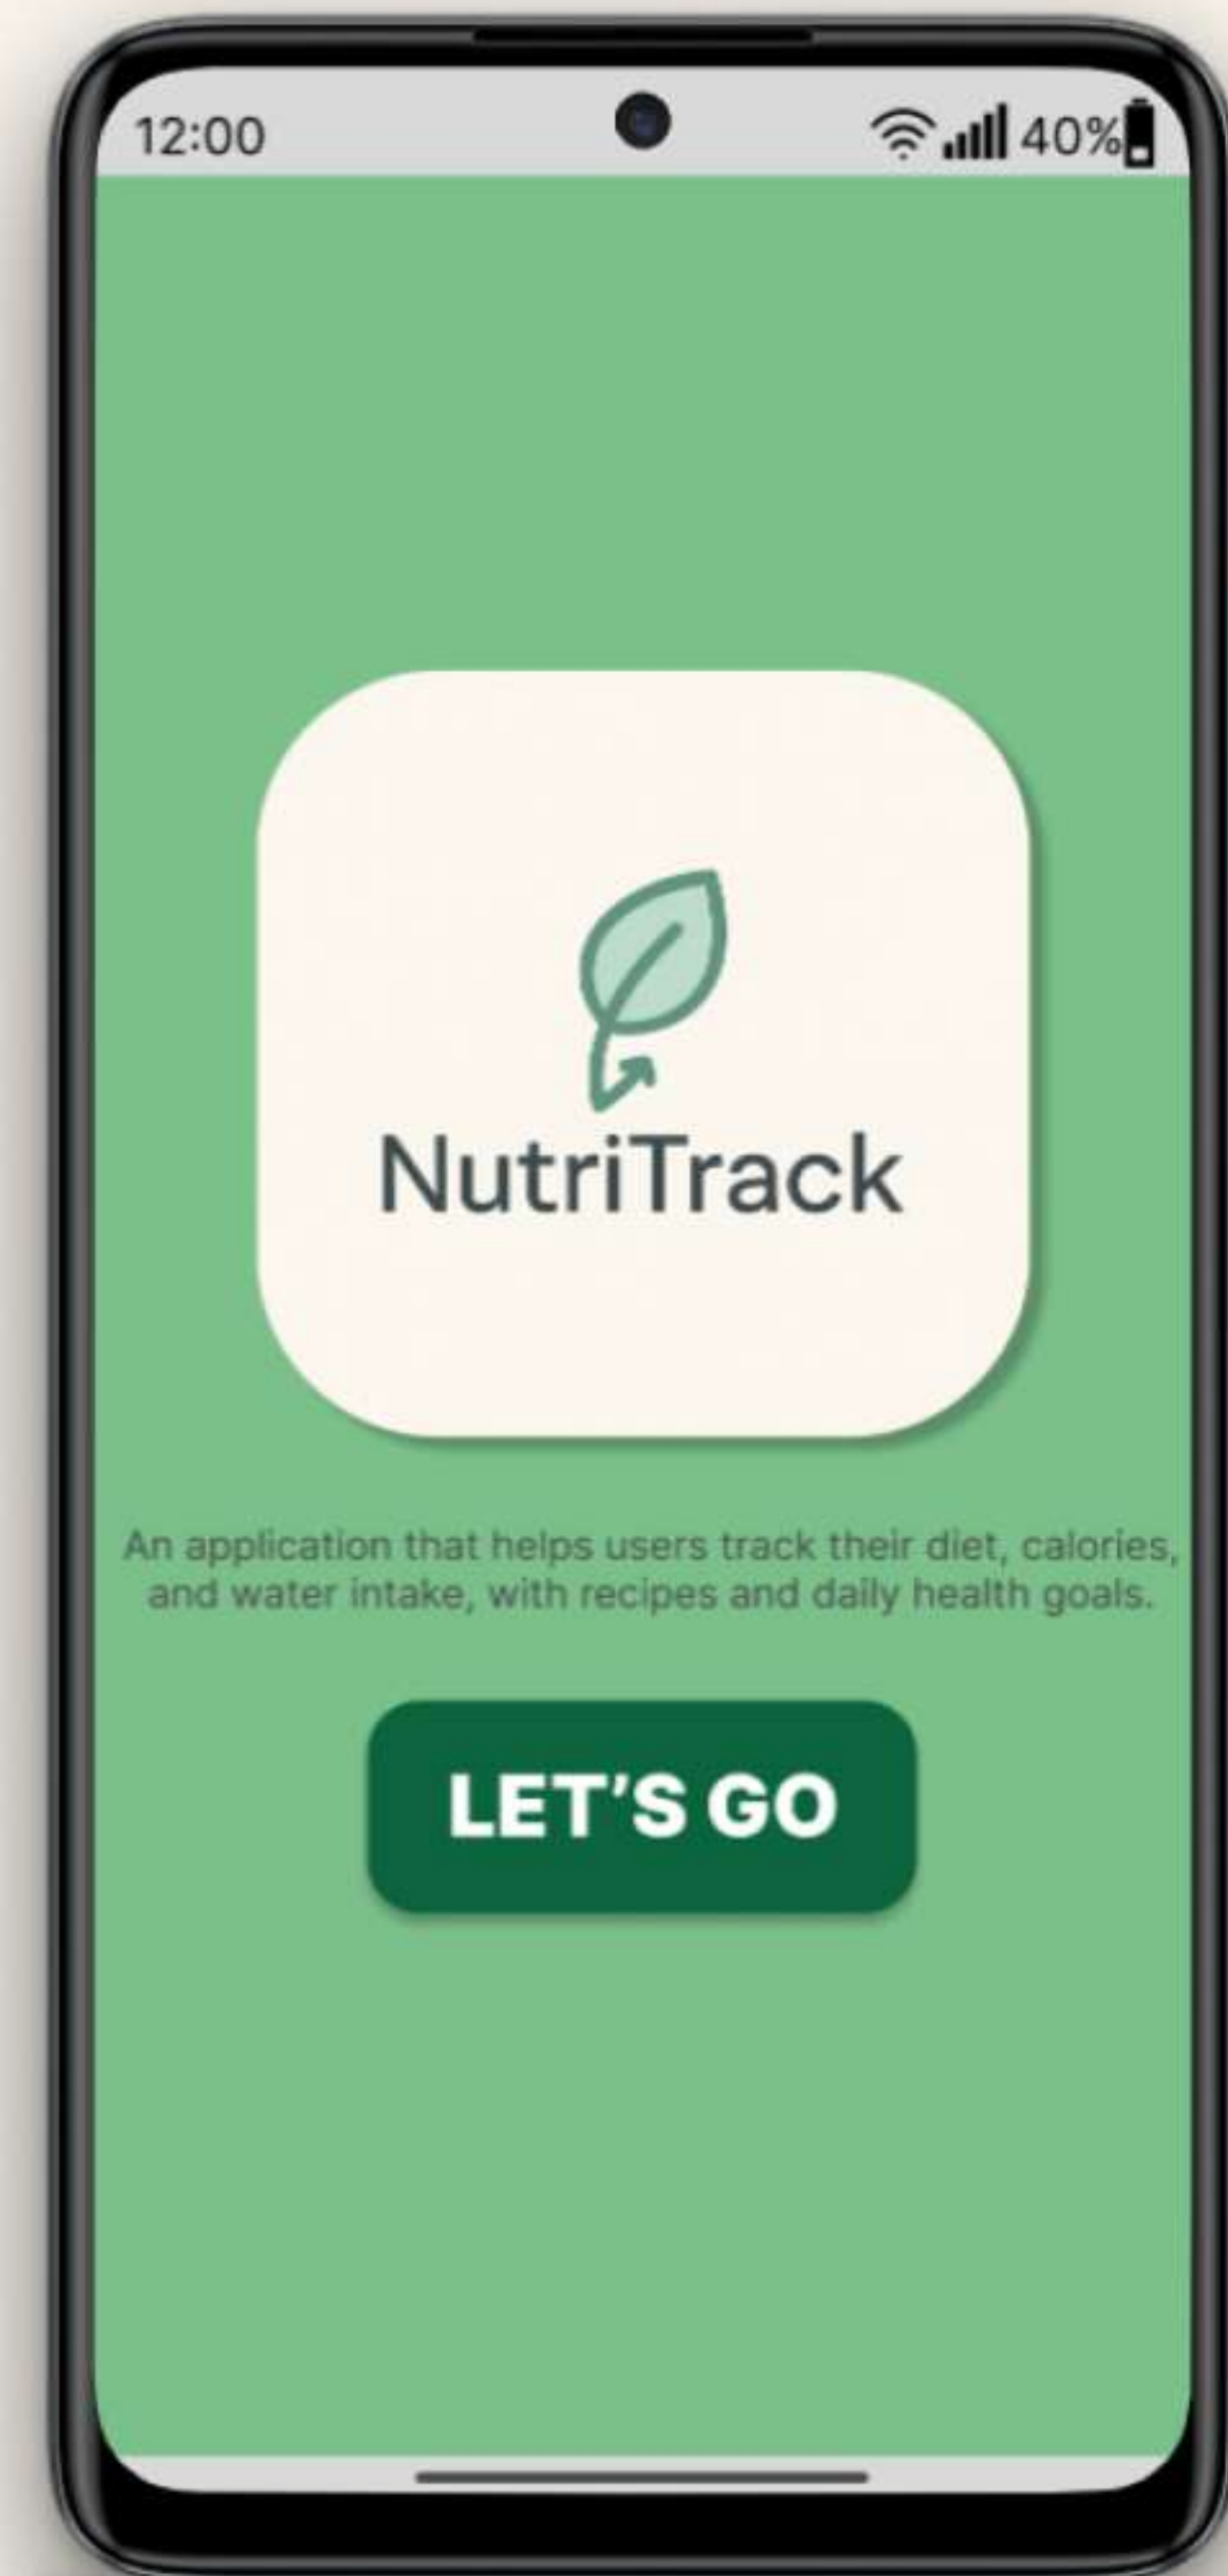 12:00
40%
NutriTrack
An application that helps users track their diet, calories,
and water intake, with recipes and daily health goals.
LET’S GO